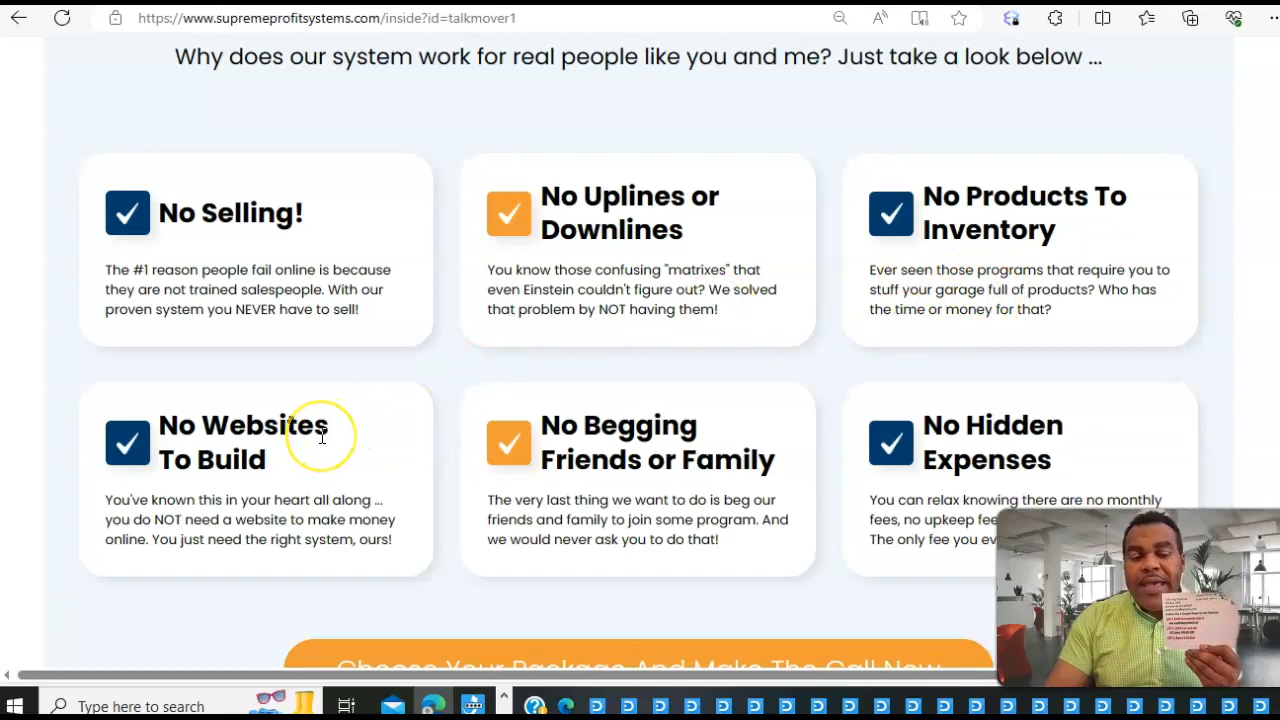 https://www.supremeprofitsystems.com/inside?id=talkmover1
Why does our system work for real people like you and me? Just take a look below ...
No Selling!
The #1 reason people fail online is because
they are not trained salespeople. With our
proven system you NEVER have to sell!
No Uplines or
Downlines
You know those confusing "matrixes" that
even Einstein couldn't figure out? We solved
that problem by NOT having them!
No Products To
Inventory
Ever seen those programs that require you to
stuff your garage full of products? Who has
the time or money for that?
No Websites
To Build
You've known this in your heart all along ...
you do NOT need a website to make money
online. You just need the right system, ours!
No Begging
Friends or Family
The very last thing we want to do is beg our
friends and family to join some program. And
we would never ask you to do that!
No Hidden
Expenses
You can relax knowing there are no monthly
fees, no upkeep fee
The only fee you ev
Choose Your Package And Make The Call Now
Type here to search